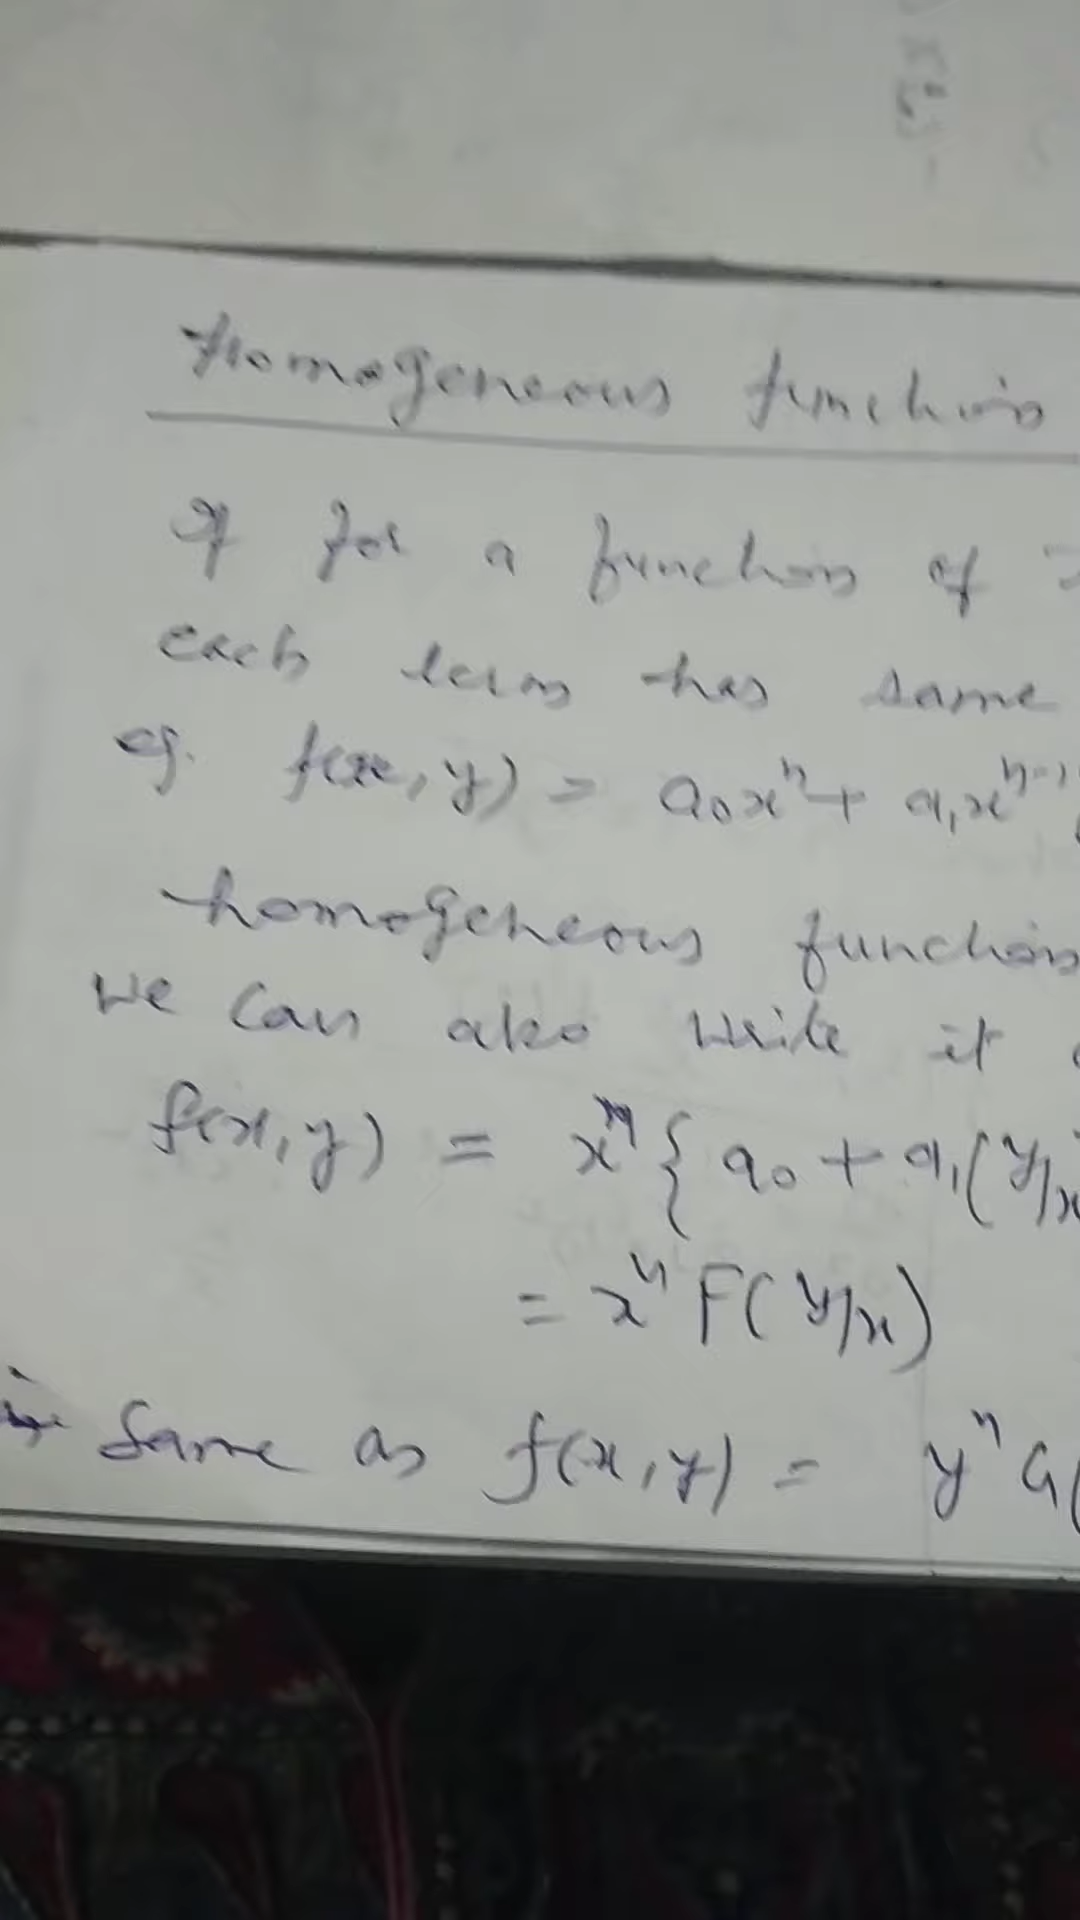 Homogeneous function
If for a function of
each term has same
eg. f(x, y) = a₀xⁿ + a₁xⁿ⁻¹
homogeneous function
we can also write it
f(x, y) = xⁿ { a₀ + a₁(y/x
= xⁿ F(y/x)
Same as f(x, y) = yⁿ G(